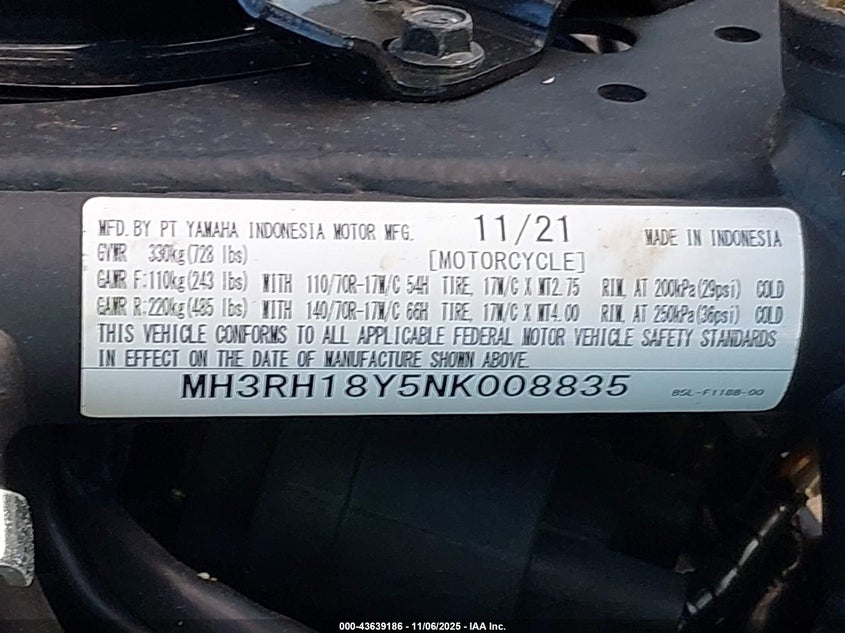 MFD. BY PT YAMAHA INDONESIA MOTOR MFG. 11/21 MADE IN INDONESIA
GVWR 330kg(728 lbs) [MOTORCYCLE]
GAWR F:110kg(243 lbs) WITH 110/70R-17M/C 54H TIRE, 17M/C X MT2.75 RIM, AT 200kPa(29psi) COLD
GAWR R:220kg(485 lbs) WITH 140/70R-17M/C 66H TIRE, 17M/C X MT4.00 RIM, AT 250kPa(36psi) COLD
THIS VEHICLE CONFORMS TO ALL APPLICABLE FEDERAL MOTOR VEHICLE SAFETY STANDARDS
IN EFFECT ON THE DATE OF MANUFACTURE SHOWN ABOVE.
MH3RH18Y5NK008835 B5L-F118B-00
000-43639186 - 11/06/2025 - IAA Inc.